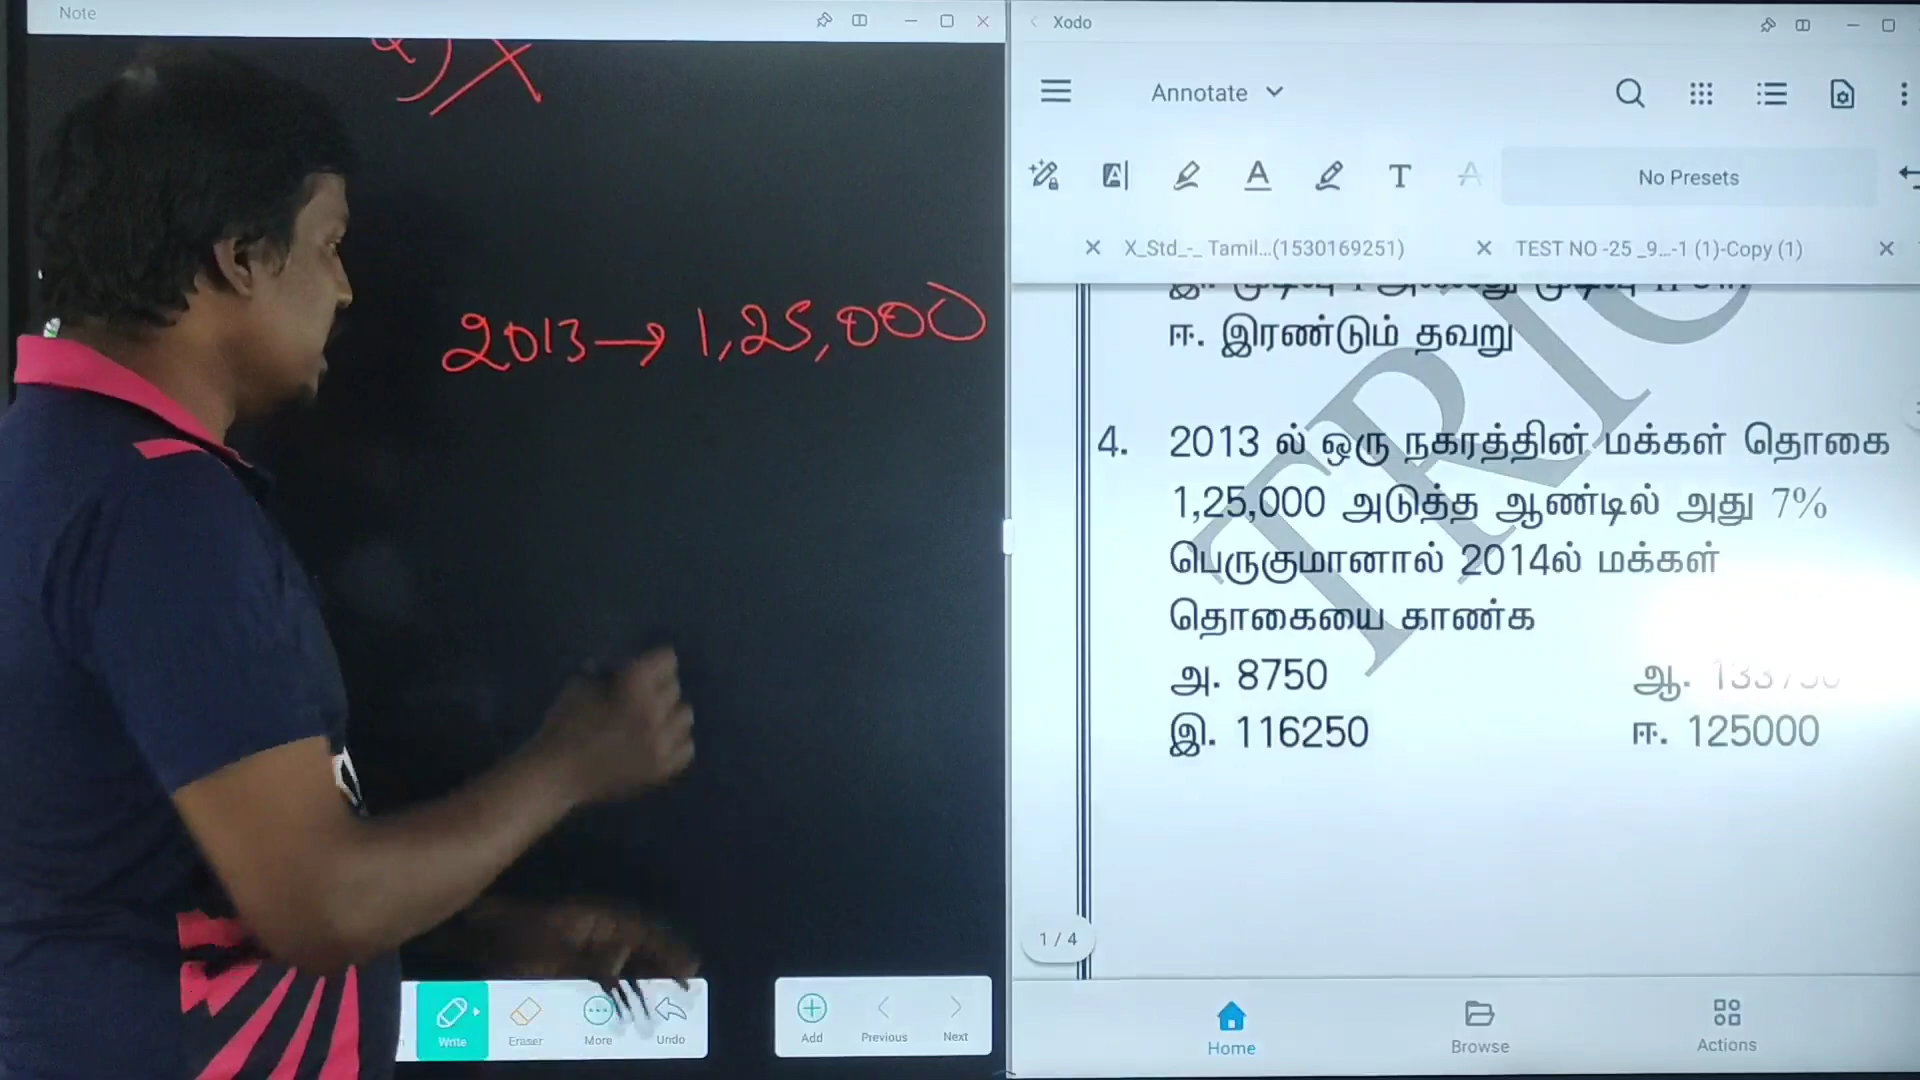 Note
Xodo
Annotate
No Presets
X_Std_-_ Tamil...(1530169251)
TEST NO -25 _9...-1 (1)-Copy (1)
2013 → 1,25,000
ஈ. இரண்டும் தவறு
4. 2013 ல் ஒரு நகரத்தின் மக்கள் தொகை
1,25,000 அடுத்த ஆண்டில் அது 7%
பெருகுமானால் 2014ல் மக்கள்
தொகையை காண்க
அ. 8750 ஆ. 133750
இ. 116250 ஈ. 125000
1 / 4
Write Eraser More Undo
Add Previous Next
Home Browse Actions